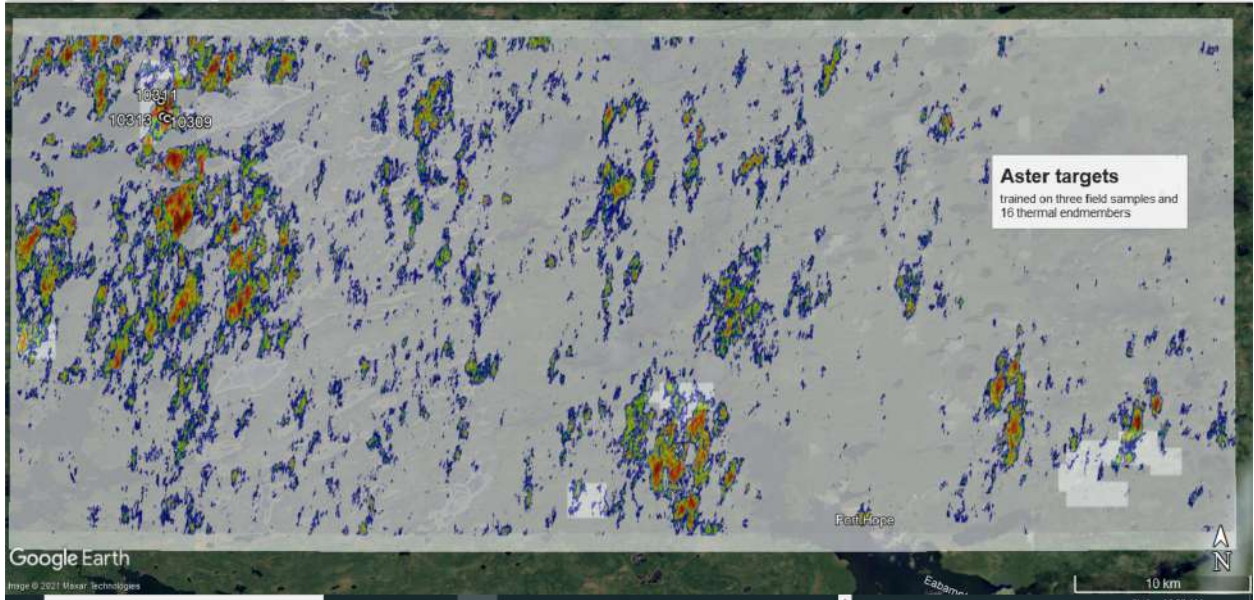 10311
10313
10309
Aster targets
trained on three field samples and
16 thermal endmembers
Fort Hope
Google Earth
Image © 2021 Maxar Technologies
N
10 km